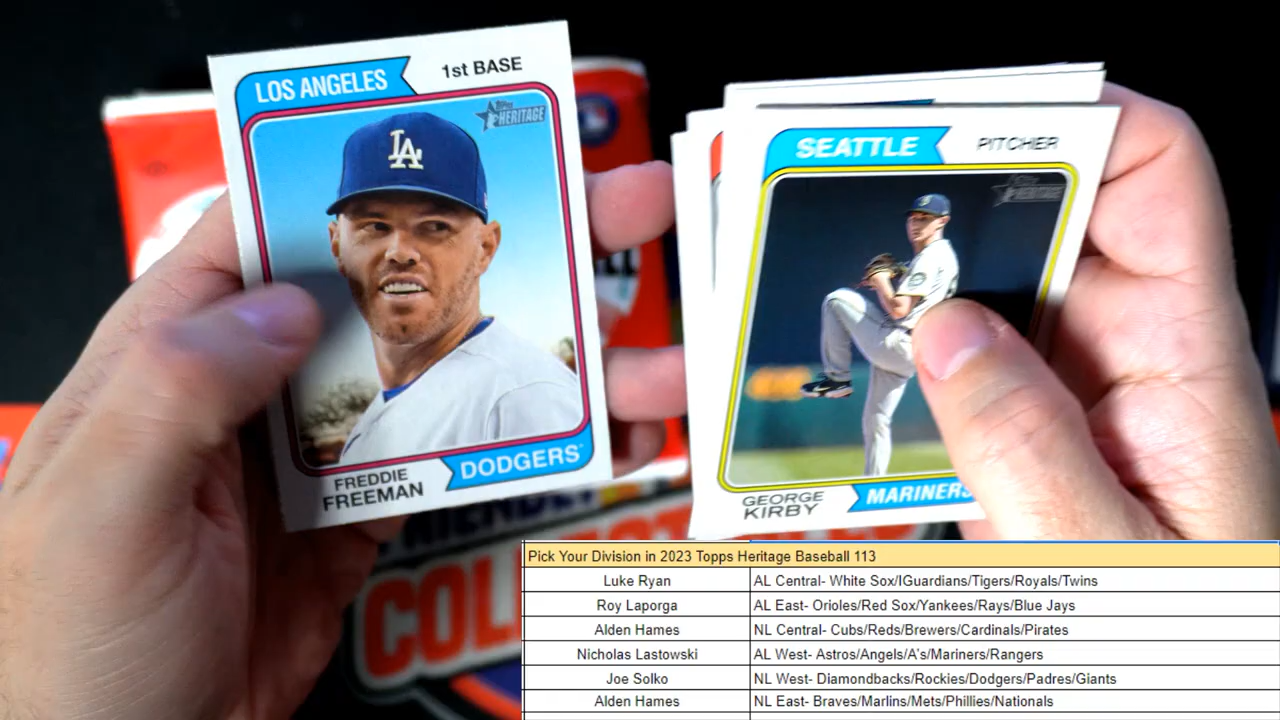 LOS ANGELES
1st BASE
Topps HERITAGE
LA
FREDDIE
FREEMAN
DODGERS
SEATTLE
PITCHER
Topps HERITAGE
GEORGE
KIRBY
MARINERS
COLL
Pick Your Division in 2023 Topps Heritage Baseball 113
Luke Ryan AL Central- White Sox/IGuardians/Tigers/Royals/Twins
Roy Laporga AL East- Orioles/Red Sox/Yankees/Rays/Blue Jays
Alden Hames NL Central- Cubs/Reds/Brewers/Cardinals/Pirates
Nicholas Lastowski AL West- Astros/Angels/A's/Mariners/Rangers
Joe Solko NL West- Diamondbacks/Rockies/Dodgers/Padres/Giants
Alden Hames NL East- Braves/Marlins/Mets/Phillies/Nationals